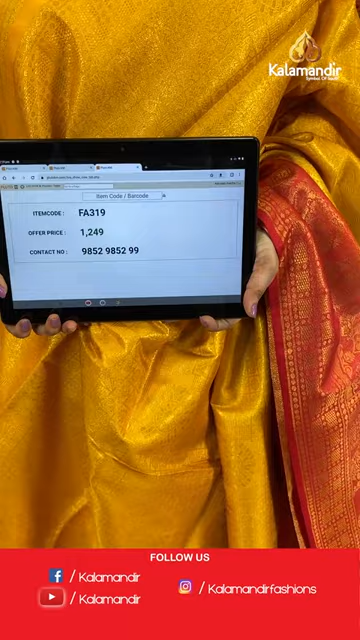 Kalamandir
Item Code / Barcode
ITEMCODE : FA319
OFFER PRICE : 1,249
CONTACT NO : 9852 9852 99
FOLLOW US
/ Kalamandir
/ Kalamandirfashions
/ Kalamandir